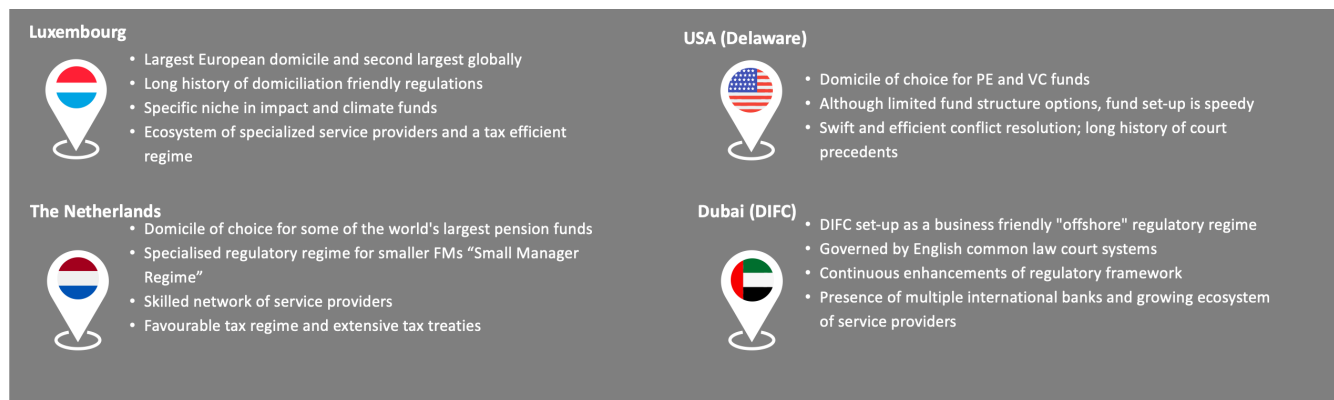 Luxembourg
• Largest European domicile and second largest globally
• Long history of domiciliation friendly regulations
• Specific niche in impact and climate funds
• Ecosystem of specialized service providers and a tax efficient
regime
USA (Delaware)
• Domicile of choice for PE and VC funds
• Although limited fund structure options, fund set-up is speedy
• Swift and efficient conflict resolution; long history of court
precedents
The Netherlands
• Domicile of choice for some of the world's largest pension funds
• Specialised regulatory regime for smaller FMs “Small Manager
Regime”
• Skilled network of service providers
• Favourable tax regime and extensive tax treaties
Dubai (DIFC)
• DIFC set-up as a business friendly "offshore" regulatory regime
• Governed by English common law court systems
• Continuous enhancements of regulatory framework
• Presence of multiple international banks and growing ecosystem
of service providers